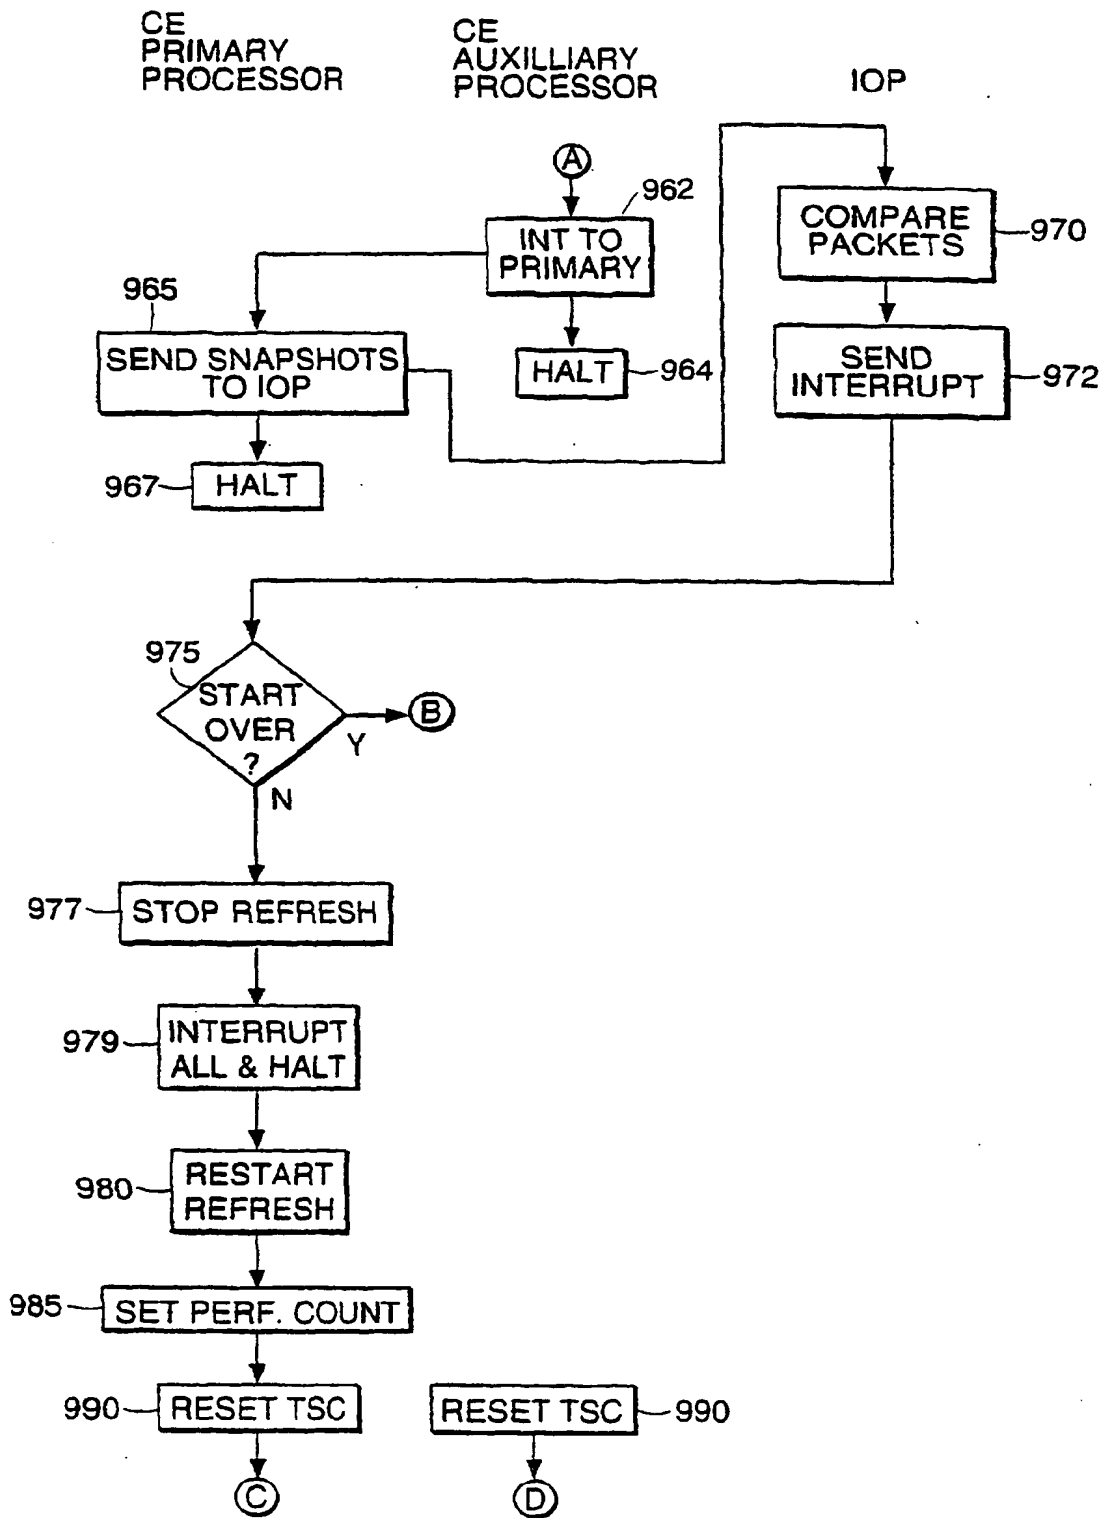 CE
PRIMARY
PROCESSOR
CE
AUXILLIARY
PROCESSOR
IOP
A
962
INT TO
PRIMARY
COMPARE
PACKETS
970
965
SEND SNAPSHOTS
TO IOP
HALT
964
SEND
INTERRUPT
972
967
HALT
975
START
OVER
?
Y
B
N
977
STOP REFRESH
979
INTERRUPT
ALL & HALT
980
RESTART
REFRESH
985
SET PERF. COUNT
990
RESET TSC
RESET TSC
990
C
D